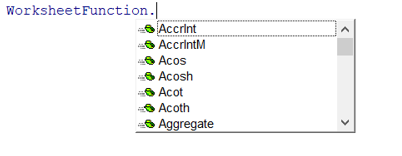 WorksheetFunction.
AccrInt
AccrIntM
Acos
Acosh
Acot
Acoth
Aggregate